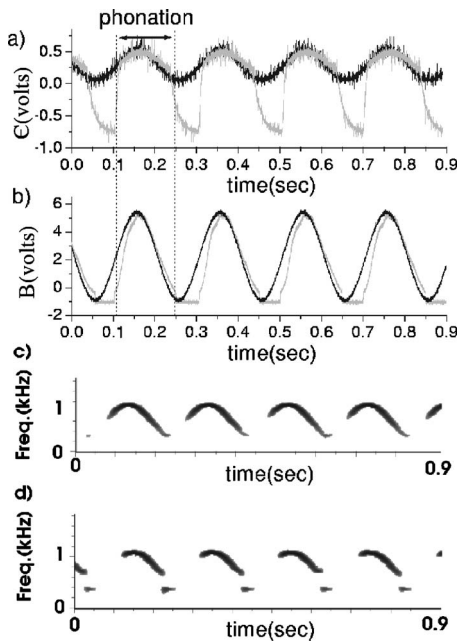 phonation
a)
Є(volts)
0.5
0.0
-0.5
-1.0
0.0 0.1 0.2 0.3 0.4 0.5 0.6 0.7 0.8 0.9
time(sec)
b)
B(volts)
6
4
2
0
-2
0.0 0.1 0.2 0.3 0.4 0.5 0.6 0.7 0.8 0.9
time(sec)
c)
Freq.(kHz)
1
0
0 time(sec) 0.9
d)
Freq.(kHz)
1
0
0 time(sec) 0.9